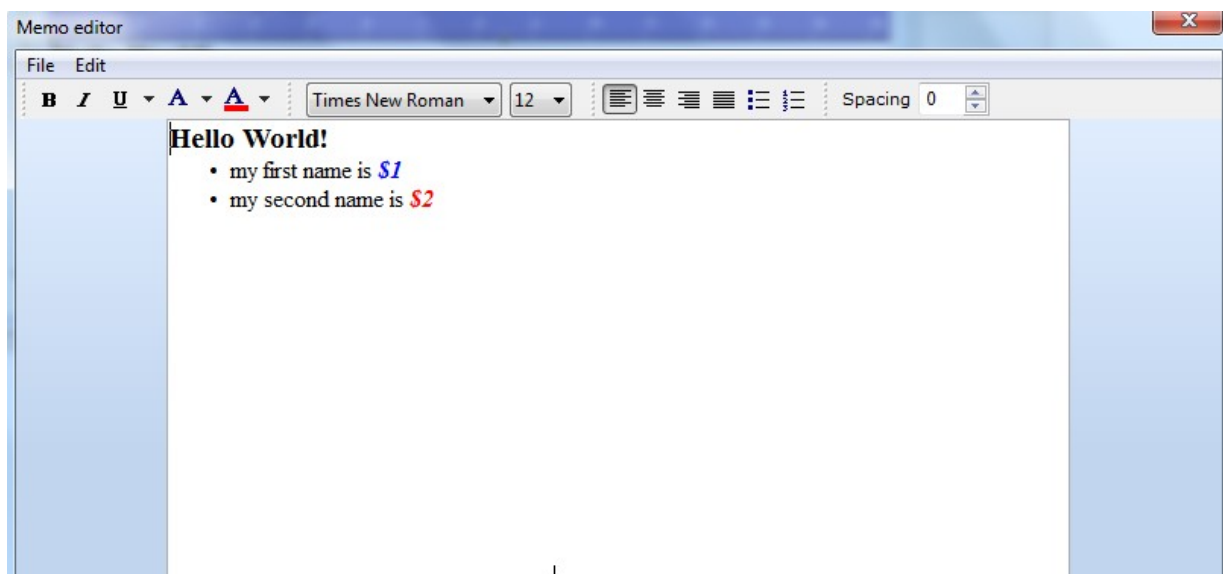 Memo editor
File Edit
B I U A A Times New Roman 12 Spacing 0
Hello World!
• my first name is $1
• my second name is $2